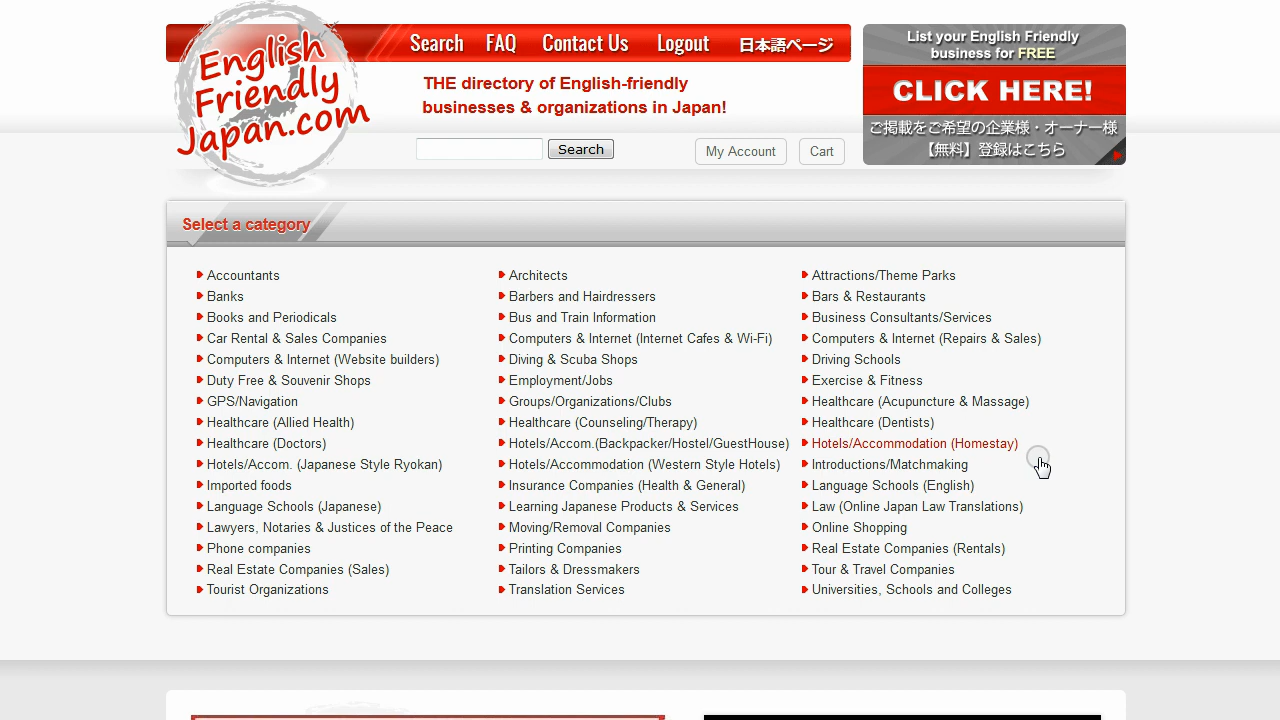 English
Friendly
Japan.com
Search FAQ Contact Us Logout 日本語ページ
THE directory of English-friendly
businesses & organizations in Japan!
Search
My Account
Cart
List your English Friendly
business for FREE
CLICK HERE!
ご掲載をご希望の企業様・オーナー様
【無料】登録はこちら
Select a category
Accountants
Architects
Attractions/Theme Parks
Banks
Barbers and Hairdressers
Bars & Restaurants
Books and Periodicals
Bus and Train Information
Business Consultants/Services
Car Rental & Sales Companies
Computers & Internet (Internet Cafes & Wi-Fi)
Computers & Internet (Repairs & Sales)
Computers & Internet (Website builders)
Diving & Scuba Shops
Driving Schools
Duty Free & Souvenir Shops
Employment/Jobs
Exercise & Fitness
GPS/Navigation
Groups/Organizations/Clubs
Healthcare (Acupuncture & Massage)
Healthcare (Allied Health)
Healthcare (Counseling/Therapy)
Healthcare (Dentists)
Healthcare (Doctors)
Hotels/Accom.(Backpacker/Hostel/GuestHouse)
Hotels/Accommodation (Homestay)
Hotels/Accom. (Japanese Style Ryokan)
Hotels/Accommodation (Western Style Hotels)
Introductions/Matchmaking
Imported foods
Insurance Companies (Health & General)
Language Schools (English)
Language Schools (Japanese)
Learning Japanese Products & Services
Law (Online Japan Law Translations)
Lawyers, Notaries & Justices of the Peace
Moving/Removal Companies
Online Shopping
Phone companies
Printing Companies
Real Estate Companies (Rentals)
Real Estate Companies (Sales)
Tailors & Dressmakers
Tour & Travel Companies
Tourist Organizations
Translation Services
Universities, Schools and Colleges